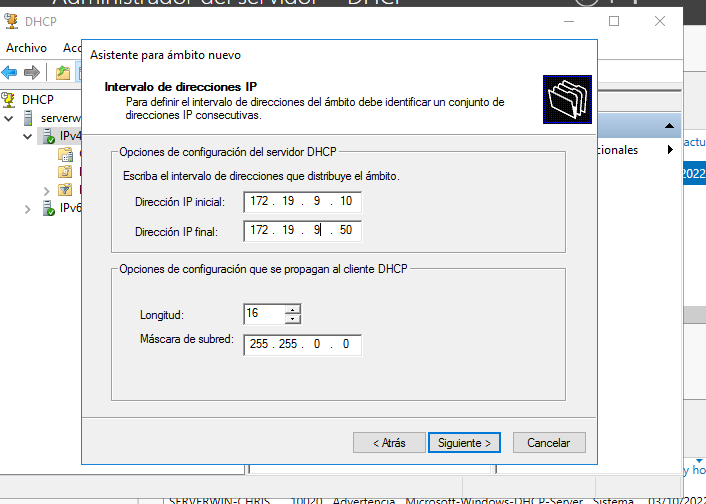 Administrador del servidor
DHCP
DHCP
Archivo
DHCP
serverw
IPv4
IPv6
Asistente para ámbito nuevo
Intervalo de direcciones IP
Para definir el intervalo de direcciones del ámbito debe identificar un conjunto de
direcciones IP consecutivas.
Opciones de configuración del servidor DHCP
Escriba el intervalo de direcciones que distribuye el ámbito.
Dirección IP inicial: 172 . 19 . 9 . 10
Dirección IP final: 172 . 19 . 9 . 50
Opciones de configuración que se propagan al cliente DHCP
Longitud: 16
Máscara de subred: 255 . 255 . 0 . 0
< Atrás Siguiente > Cancelar
cionales
actu
2022
y ho
SERVERWIN-CHRIS 10020 Advertencia Microsoft-Windows-DHCP-Server Sistema 03/10/2022